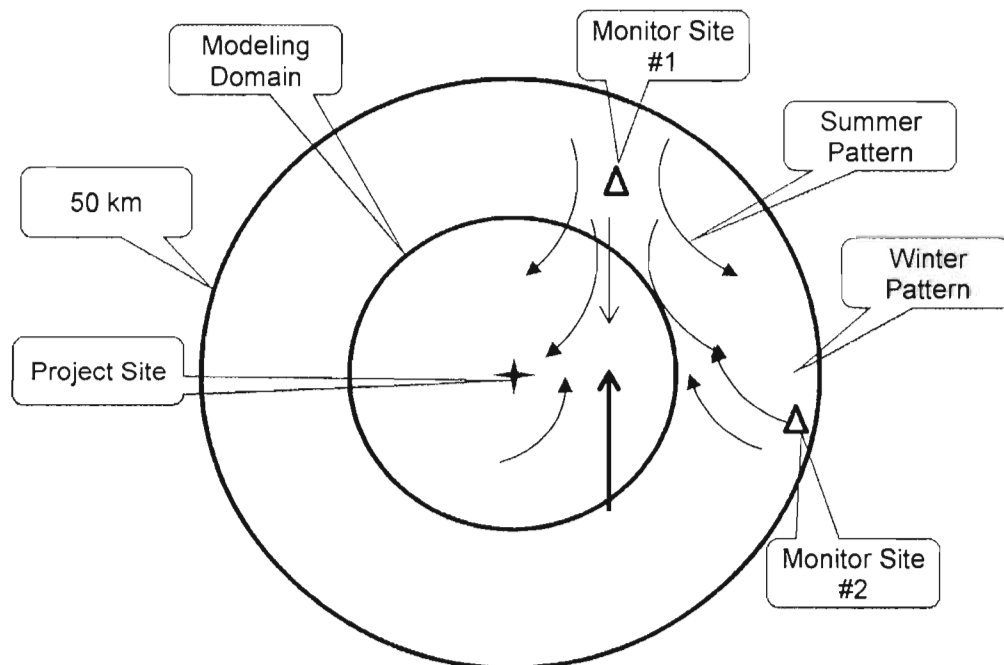 Monitor Site
#1
Modeling
Domain
Summer
Pattern
50 km
Winter
Pattern
Project Site
Monitor Site
#2